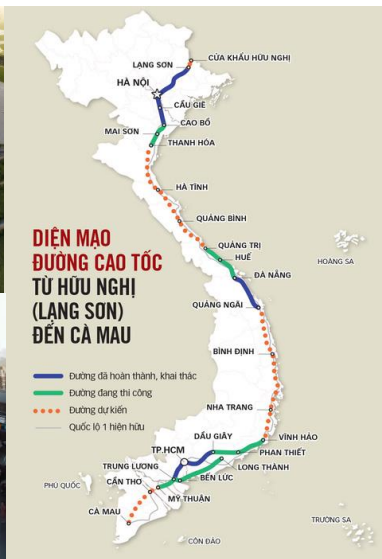 CỬA KHẨU HỮU NGHỊ
LẠNG SƠN
HÀ NỘI
CẦU GIẼ
CAO BỒ
MAI SƠN
THANH HÓA
HÀ TĨNH
QUẢNG BÌNH
DIỆN MẠO
ĐƯỜNG CAO TỐC
TỪ HỮU NGHỊ
(LẠNG SƠN)
ĐẾN CÀ MAU
QUẢNG TRỊ
HUẾ
HOÀNG SA
ĐÀ NẴNG
QUẢNG NGÃI
BÌNH ĐỊNH
Đường đã hoàn thành, khai thác
Đường đang thi công
Đường dự kiến
Quốc lộ 1 hiện hữu
NHA TRANG
DẦU GIÂY
VĨNH HẢO
TP.HCM
PHAN THIẾT
TRUNG LƯƠNG
LONG THÀNH
CẦN THƠ
BẾN LỨC
PHÚ QUỐC
MỸ THUẬN
CÀ MAU
TRƯỜNG SA
CÔN ĐẢO